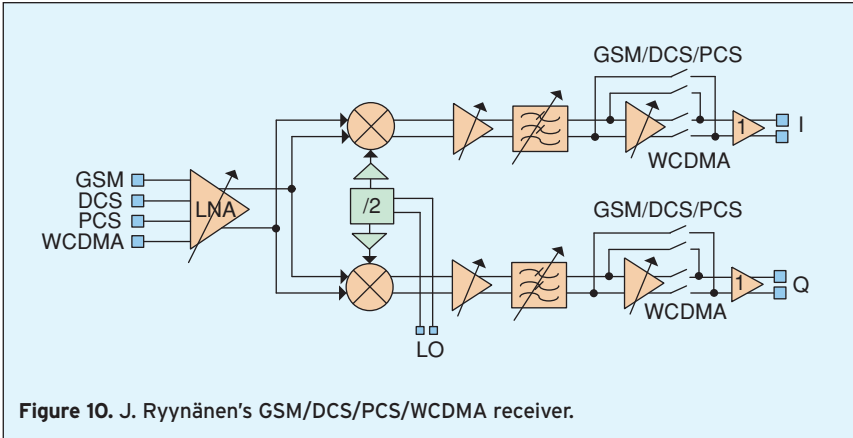 GSM/DCS/PCS
1
I
WCDMA
GSM
DCS
PCS
WCDMA
LNA
/2
GSM/DCS/PCS
1
Q
WCDMA
LO
Figure 10. J. Ryynänen's GSM/DCS/PCS/WCDMA receiver.